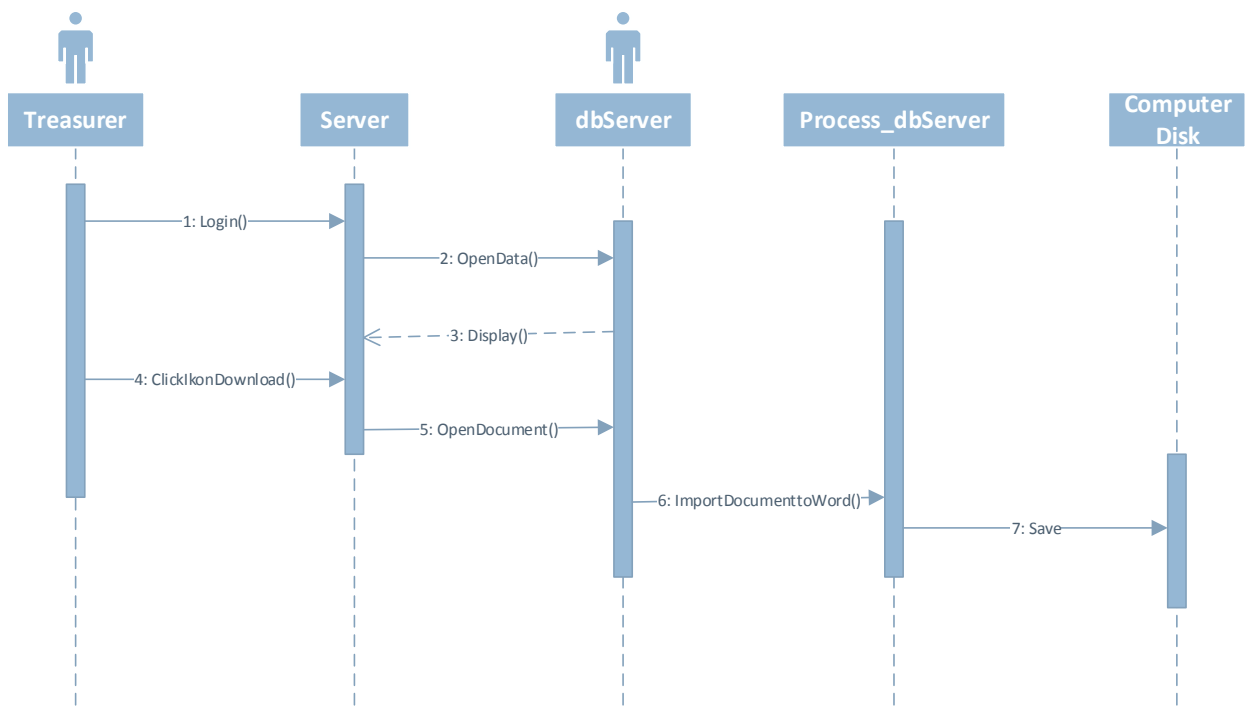 Treasurer
Server
dbServer
Process_dbServer
Computer
Disk
1: Login()
2: OpenData()
3: Display()
4: ClickIkonDownload()
5: OpenDocument()
6: ImportDocumenttoWord()
7: Save